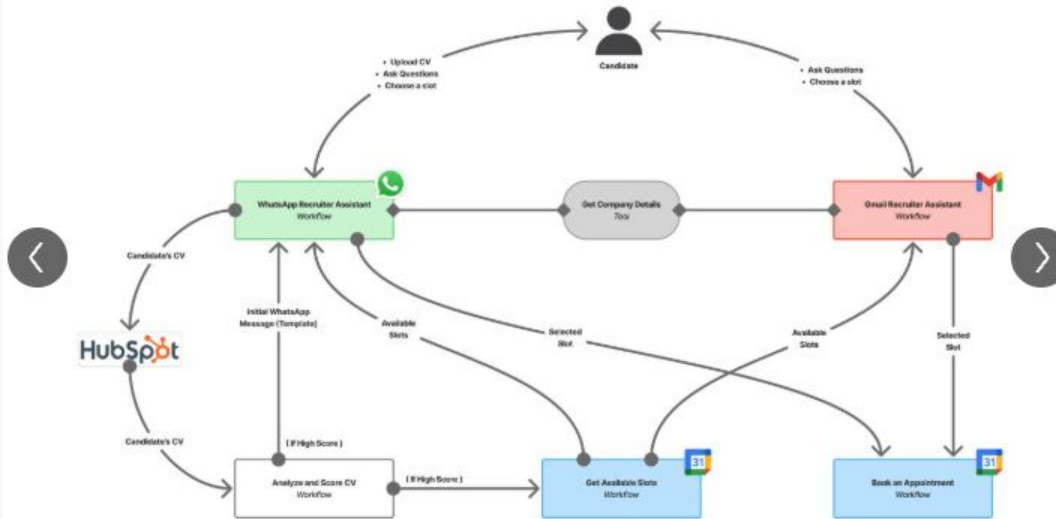 Candidate
• Upload CV
• Ask Questions
• Choose a slot
• Ask Questions
• Choose a slot
WhatsApp Recruiter Assistant
Workflow
Get Company Details
Tool
Gmail Recruiter Assistant
Workflow
Candidate's CV
Initial WhatsApp
Message (Template)
Available
Slots
Selected
Slot
Available
Slots
Selected
Slot
HubSpot
Candidate's CV
( If High Score )
Analyze and Score CV
Workflow
( If High Score )
31
Get Available Slots
Workflow
31
Book an Appointment
Workflow